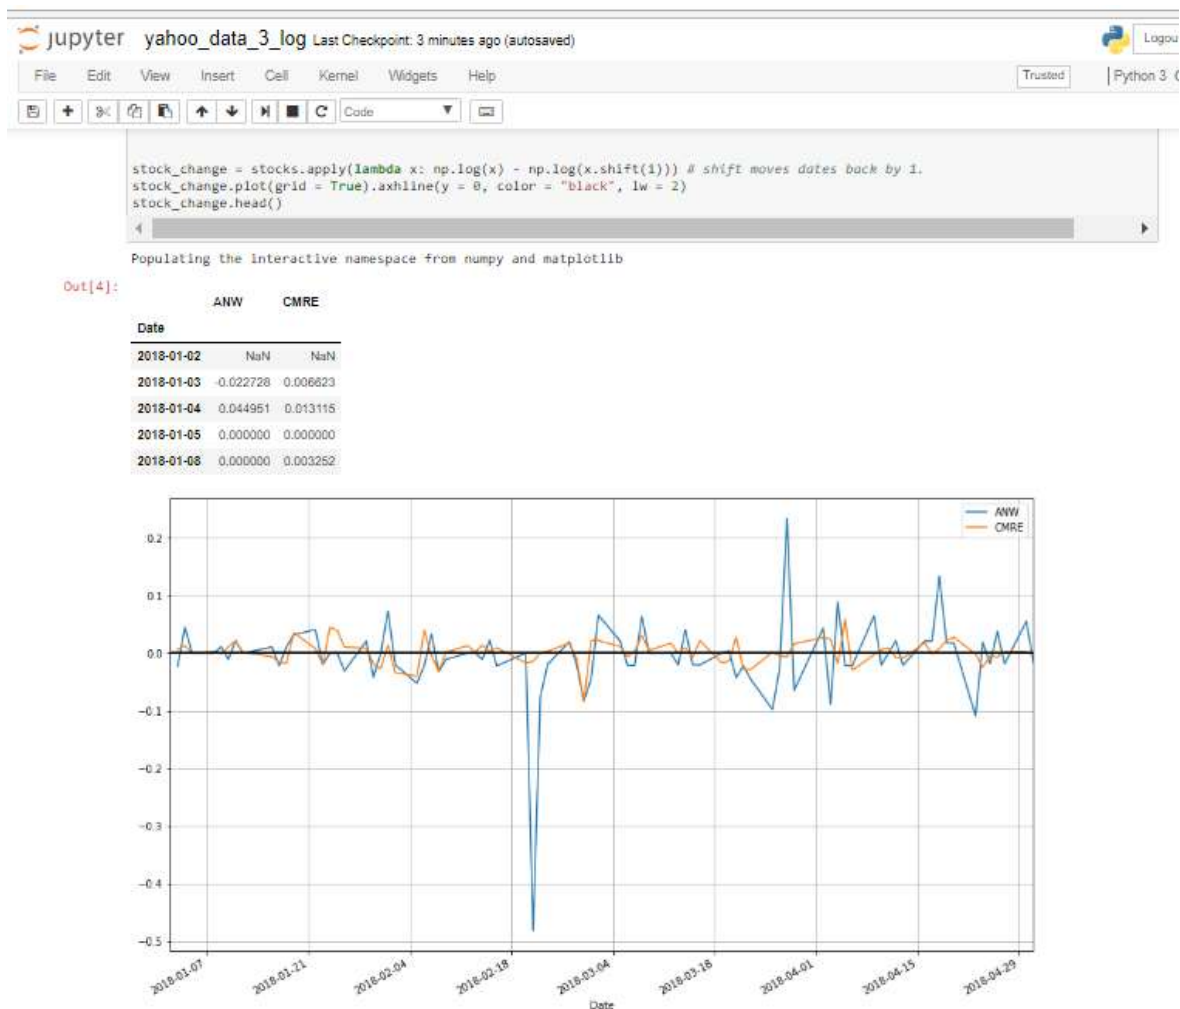 jupyter yahoo_data_3_log Last Checkpoint: 3 minutes ago (autosaved)
File Edit View Insert Cell Kernel Widgets Help Trusted Python 3
Code
stock_change = stocks.apply(lambda x: np.log(x) - np.log(x.shift(1))) # shift moves dates back by 1.
stock_change.plot(grid = True).axhline(y = 0, color = "black", lw = 2)
stock_change.head()
Populating the interactive namespace from numpy and matplotlib
Out[4]:
ANW CMRE
Date
2018-01-02 NaN NaN
2018-01-03 -0.022728 0.006623
2018-01-04 0.044951 0.013115
2018-01-05 0.000000 0.000000
2018-01-08 0.000000 0.003252
ANW
CMRE
0.2
0.1
0.0
−0.1
−0.2
−0.3
−0.4
−0.5
2018-01-07 2018-01-21 2018-02-04 2018-02-18 2018-03-04 2018-03-18 2018-04-01 2018-04-15 2018-04-29
Date